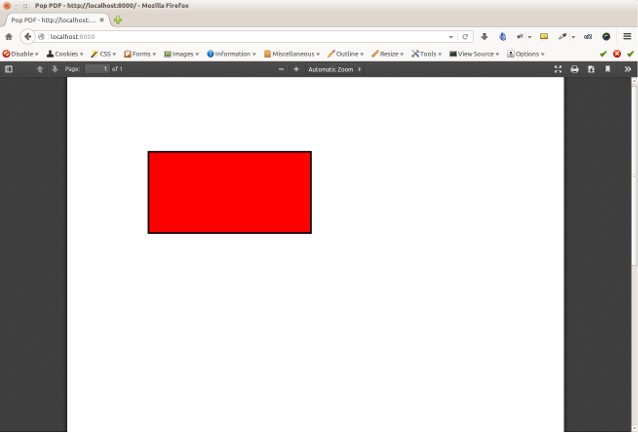 Pop PDF - http://localhost:8000/ - Mozilla Firefox
Pop PDF - http://localhost:...
localhost:8000
Disable Cookies CSS Forms Images Information Miscellaneous Outline Resize Tools View Source Options
Page: 1 of 1 Automatic Zoom